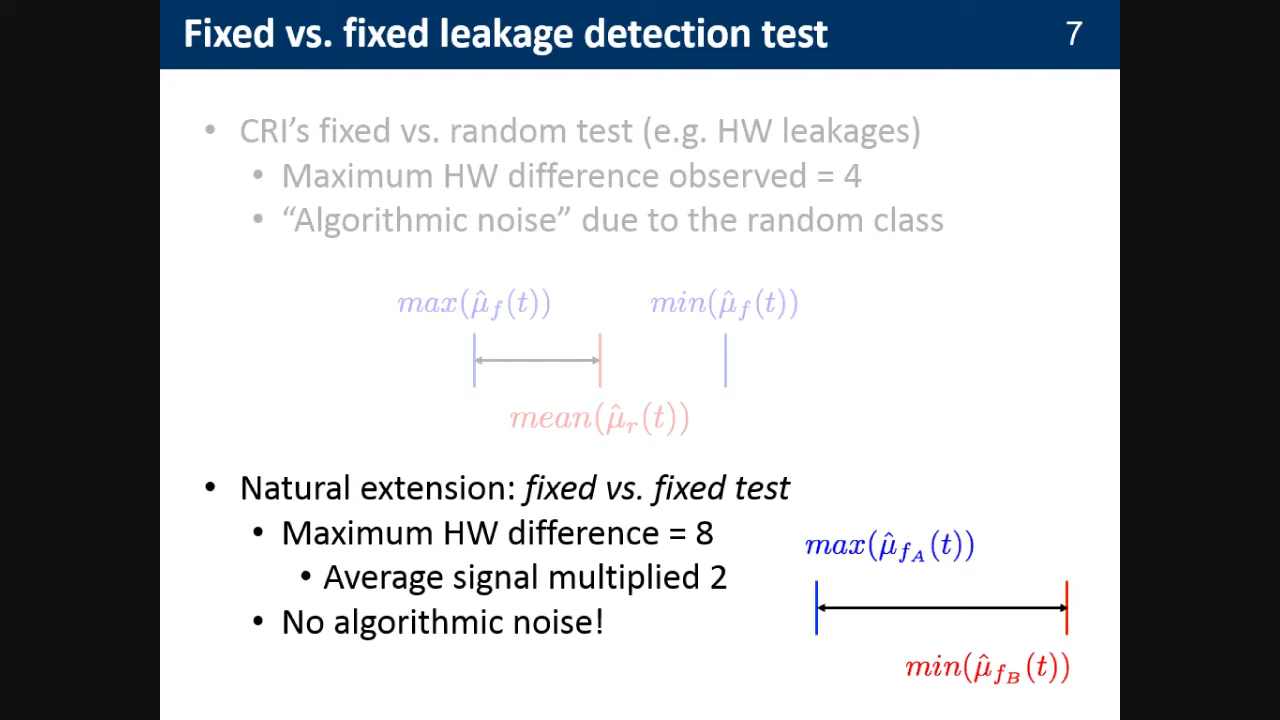 Fixed vs. fixed leakage detection test 7
• CRI's fixed vs. random test (e.g. HW leakages)
• Maximum HW difference observed = 4
• “Algorithmic noise” due to the random class
max(μ̂_f(t)) min(μ̂_f(t))
mean(μ̂_r(t))
• Natural extension: fixed vs. fixed test
• Maximum HW difference = 8
max(μ̂_{f_A}(t))
• Average signal multiplied 2
• No algorithmic noise!
min(μ̂_{f_B}(t))